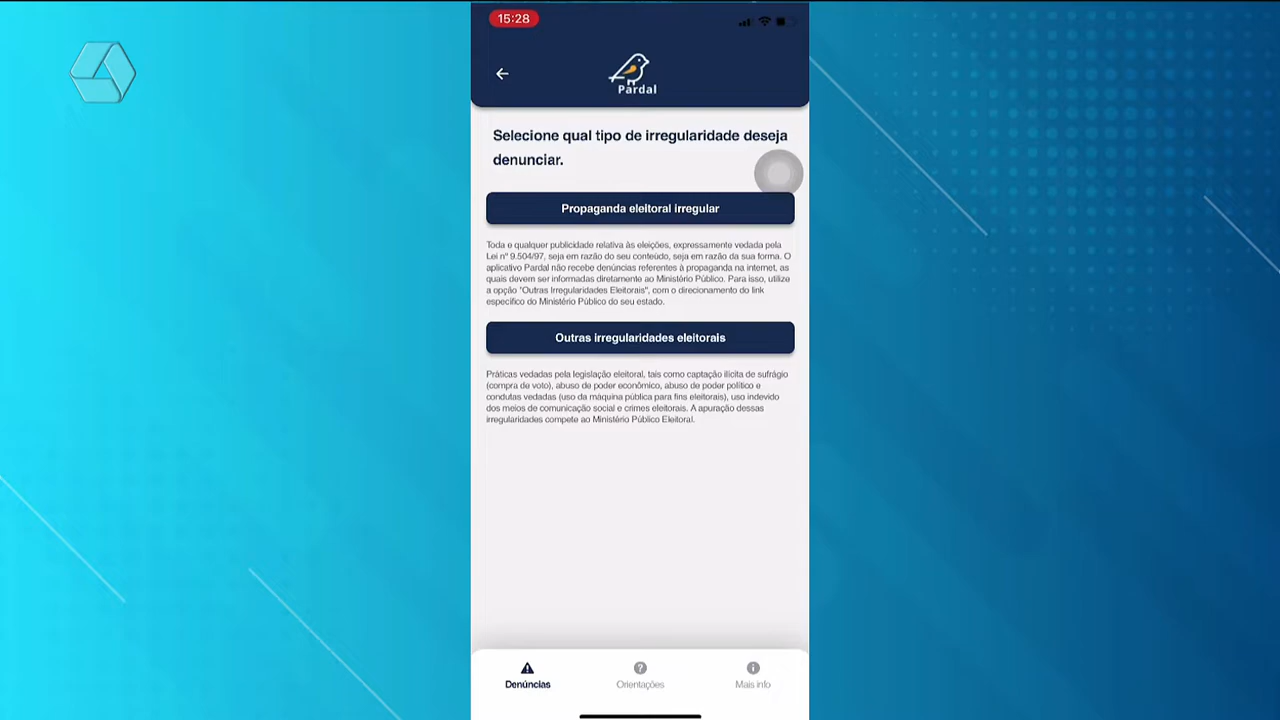 15:28
Pardal
Selecione qual tipo de irregularidade deseja
denunciar.
Propaganda eleitoral irregular
Toda e qualquer publicidade relativa às eleições, expressamente vedada pela
Lei nº 9.504/97, seja em razão do seu conteúdo, seja em razão da sua forma. O
aplicativo Pardal não recebe denúncias referentes à propaganda na internet, as
quais devem ser informadas diretamente ao Ministério Público. Para isso, utilize
a opção "Outras Irregularidades Eleitorais", com o direcionamento do link
específico do Ministério Público do seu estado.
Outras irregularidades eleitorais
Práticas vedadas pela legislação eleitoral, tais como captação ilícita de sufrágio
(compra de voto), abuso de poder econômico, abuso de poder político e
condutas vedadas (uso da máquina pública para fins eleitorais), uso indevido
dos meios de comunicação social e crimes eleitorais. A apuração dessas
irregularidades compete ao Ministério Público Eleitoral.
Denúncias
Orientações
Mais info